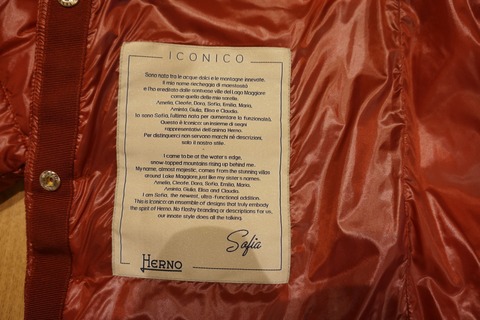 ICONICO
Sono nata tra le acque dolci e le montagne innevate.
Il mio nome riecheggia di maestosità
e l'ho ereditato dalle sontuose ville del Lago Maggiore
come quello delle mie sorelle.
Amelia, Cleofe, Dora, Sofia, Emilia, Maria,
Aminta, Giulia, Elisa e Claudia.
Io sono Sofia, l'ultima nata per aumentare la funzionalità.
Questo è Iconico: un insieme di segni
rappresentativi dell'anima Herno.
Per distinguerci non servono marchi né descrizioni,
solo il nostro stile.
-
I came to be at the water's edge,
snow-topped mountains rising up behind me.
My name, almost majestic, comes from the stunning villas
around Lake Maggiore just like my sister's names.
Amelia, Cleofe, Dora, Sofia, Emilia, Maria,
Aminta, Giulia, Elisa and Claudia.
I am Sofia, the newest, ultra-functional addition.
This is Iconico: an ensemble of designs that truly embody
the spirit of Herno. No flashy branding or descriptions for us,
our innate style does all the talking.
Sofia
HERNO